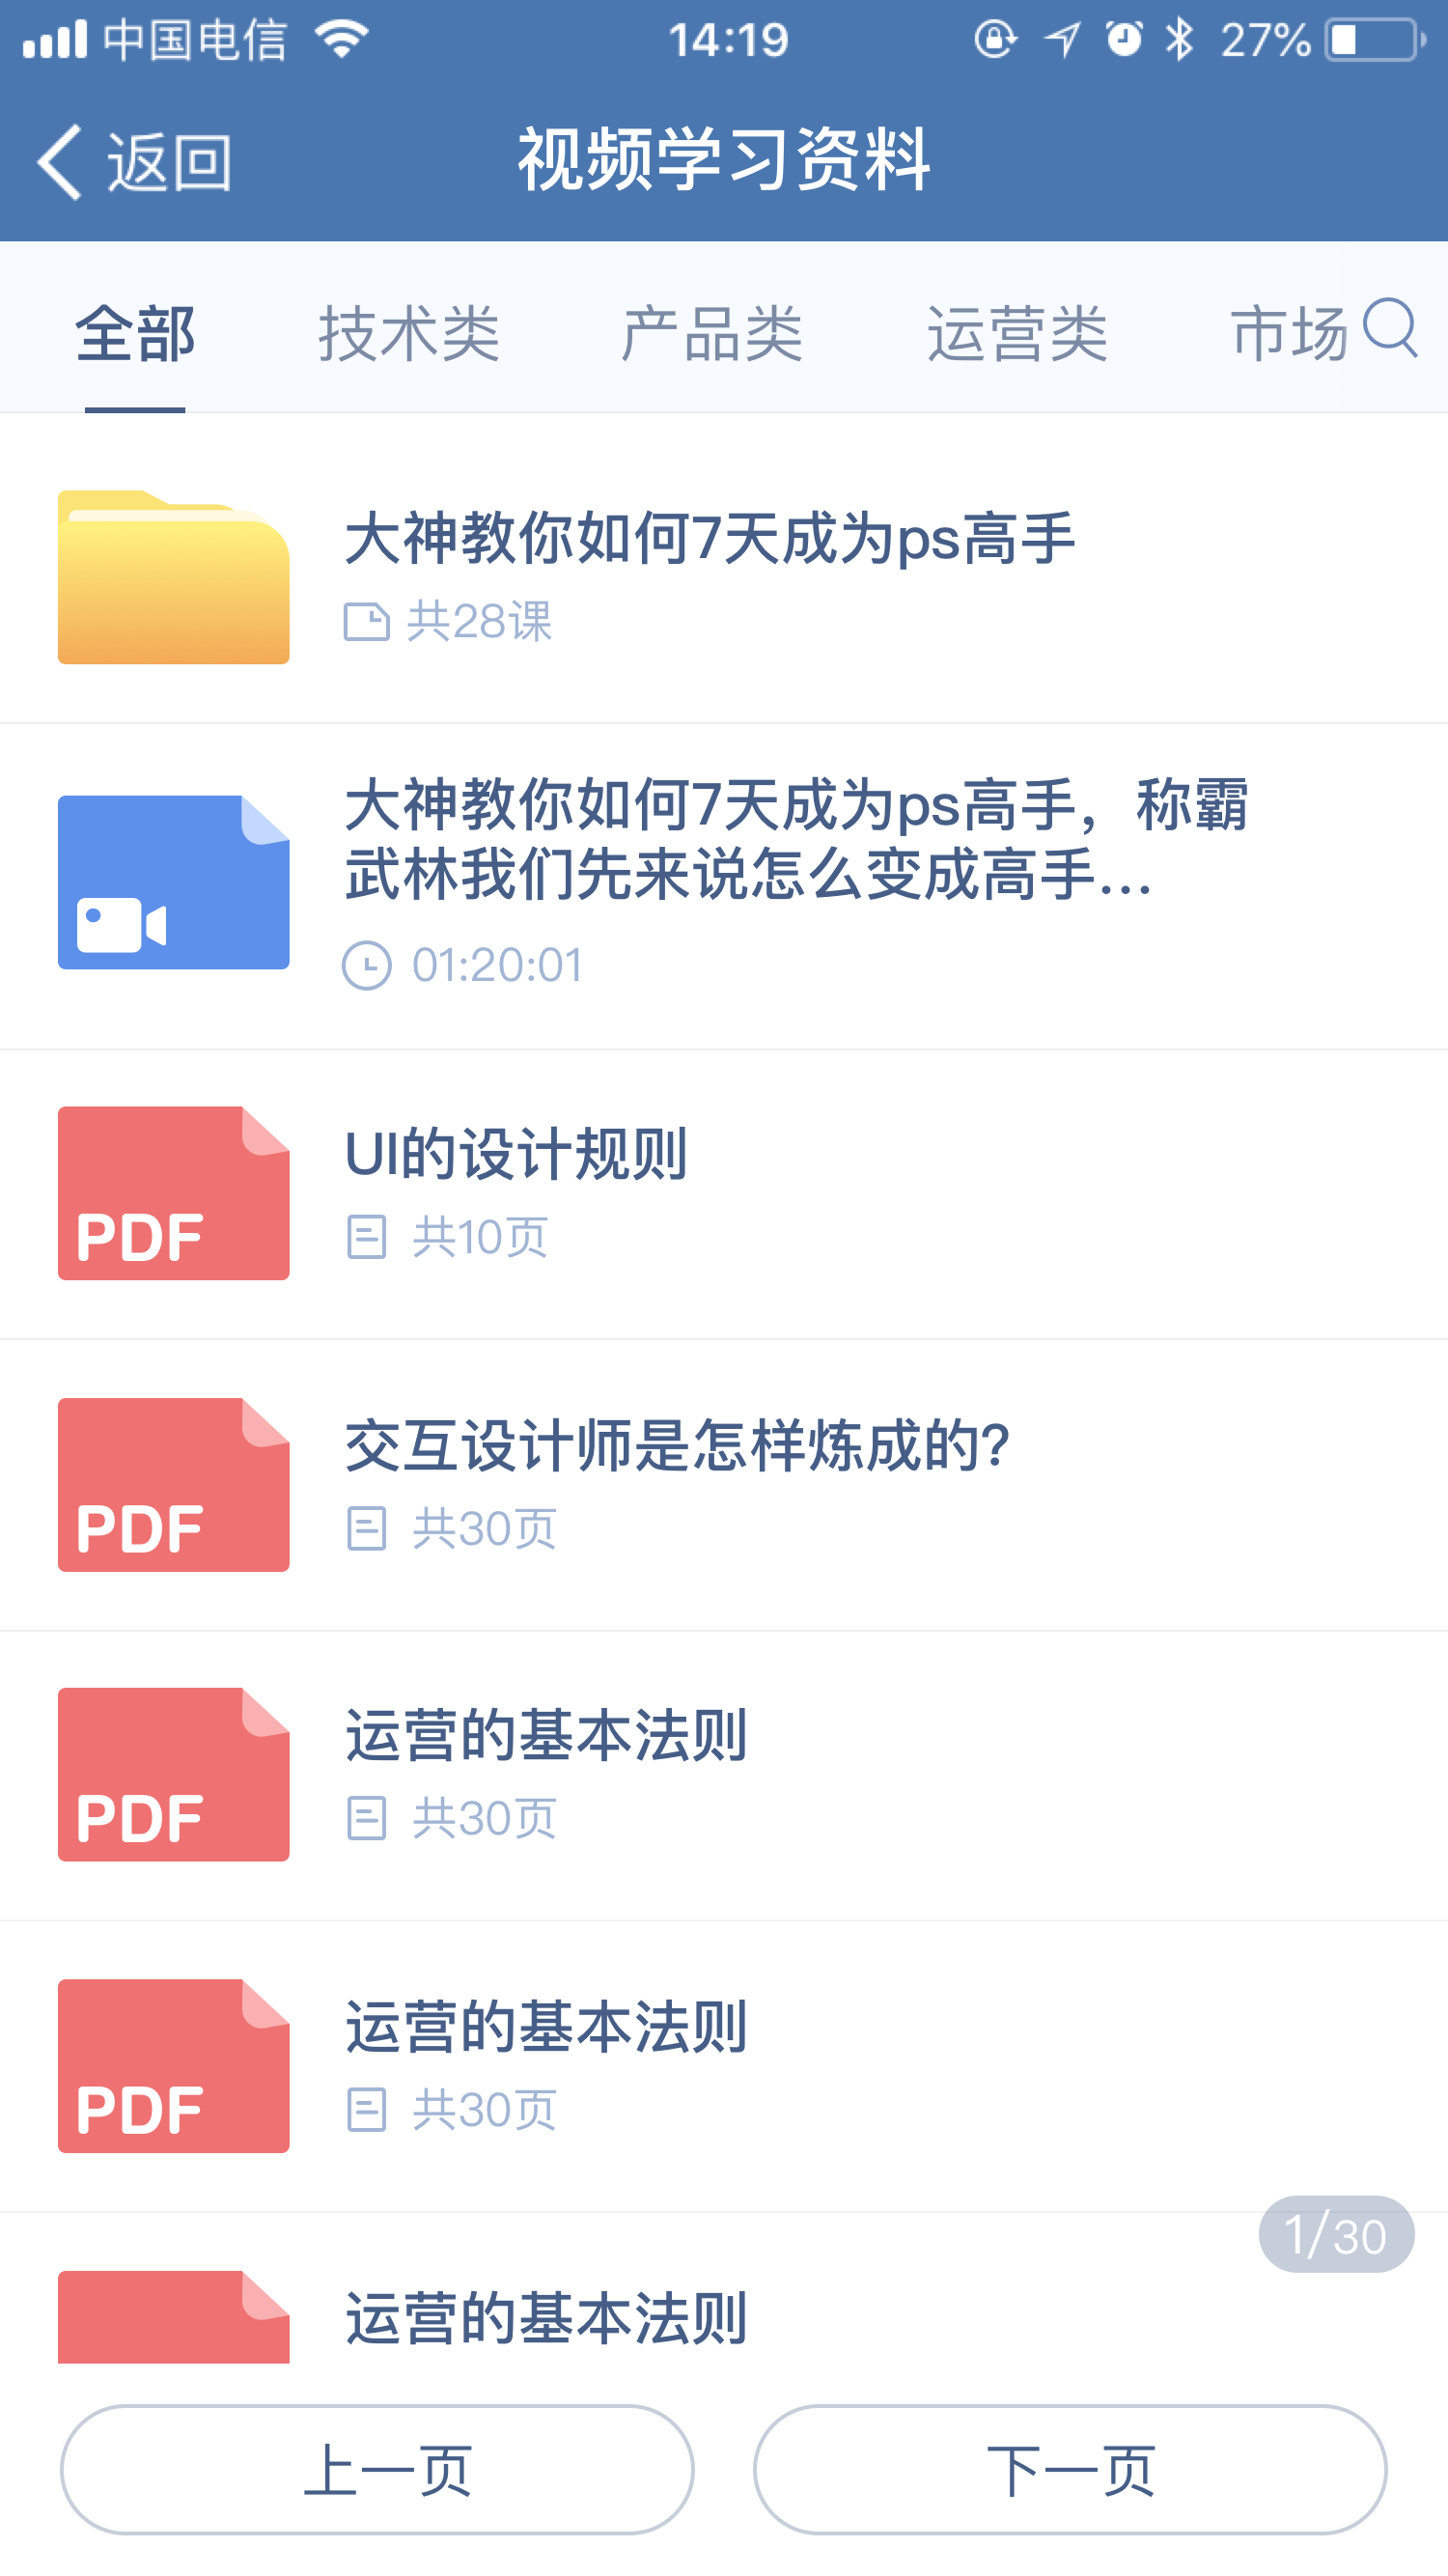 中国电信 14:19 27%
返回 视频学习资料
全部 技术类 产品类 运营类 市场
大神教你如何7天成为ps高手
共28课
大神教你如何7天成为ps高手，称霸
武林我们先来说怎么变成高手...
01:20:01
UI的设计规则
PDF
共10页
交互设计师是怎样炼成的?
PDF
共30页
运营的基本法则
PDF
共30页
运营的基本法则
PDF
共30页
1/30
运营的基本法则
上一页 下一页